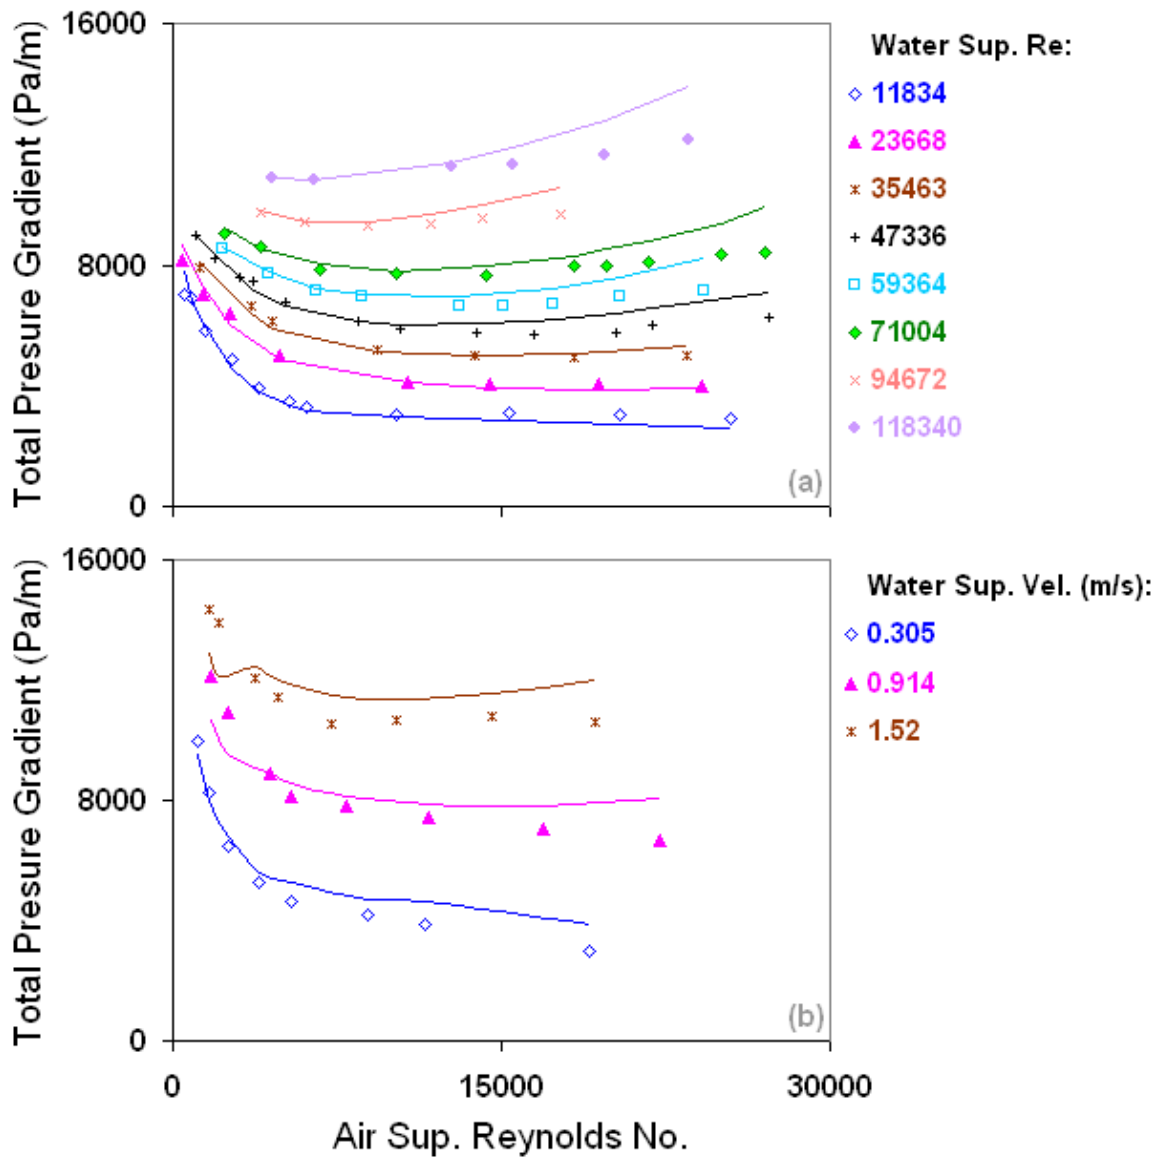 16000
8000
0
Total Pressure Gradient (Pa/m)
(a)
Water Sup. Re:
11834
23668
35463
47336
59364
71004
94672
118340
16000
8000
0
Total Presure Gradient (Pa/m)
(b)
Water Sup. Vel. (m/s):
0.305
0.914
1.52
0
15000
30000
Air Sup. Reynolds No.